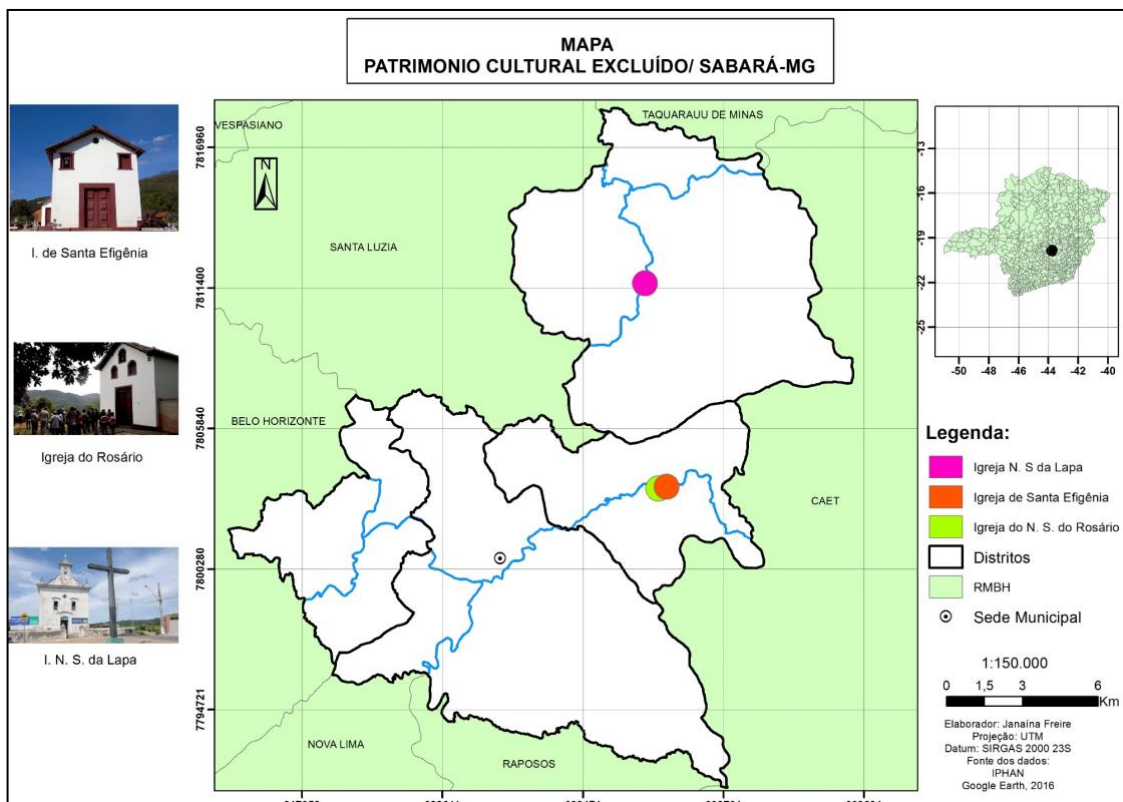 MAPA
PATRIMONIO CULTURAL EXCLUÍDO/ SABARÁ-MG
I. de Santa Efigênia
Igreja do Rosário
I. N. S. da Lapa
VESPASIANO
TAQUARAUU DE MINAS
N
SANTA LUZIA
BELO HORIZONTE
CAET
NOVA LIMA
RAPOSOS
7816960
7811400
7805840
7800280
7794721
-13
-16
-19
-22
-25
-50
-48
-46
-44
-42
-40
Legenda:
Igreja N. S da Lapa
Igreja de Santa Efigênia
Igreja do N. S. do Rosário
Distritos
RMBH
Sede Municipal
1:150.000
0 1,5 3 6
Km
Elaborador: Janaína Freire
Projeção: UTM
Datum: SIRGAS 2000 23S
Fonte dos dados:
IPHAN
Google Earth, 2016